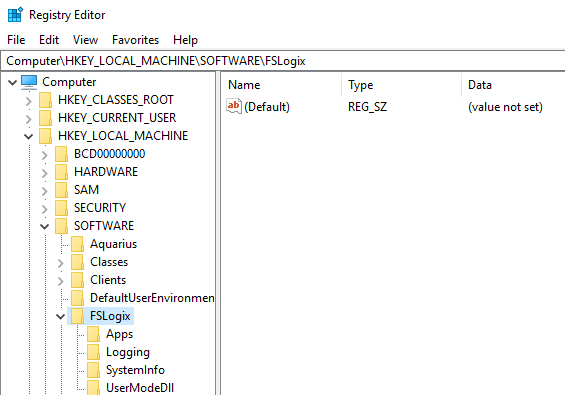 Registry Editor
File Edit View Favorites Help
Computer\HKEY_LOCAL_MACHINE\SOFTWARE\FSLogix
Computer
HKEY_CLASSES_ROOT
HKEY_CURRENT_USER
HKEY_LOCAL_MACHINE
BCD00000000
HARDWARE
SAM
SECURITY
SOFTWARE
Aquarius
Classes
Clients
DefaultUserEnvironmen
FSLogix
Apps
Logging
SystemInfo
UserModeDll
Name Type Data
ab (Default) REG_SZ (value not set)